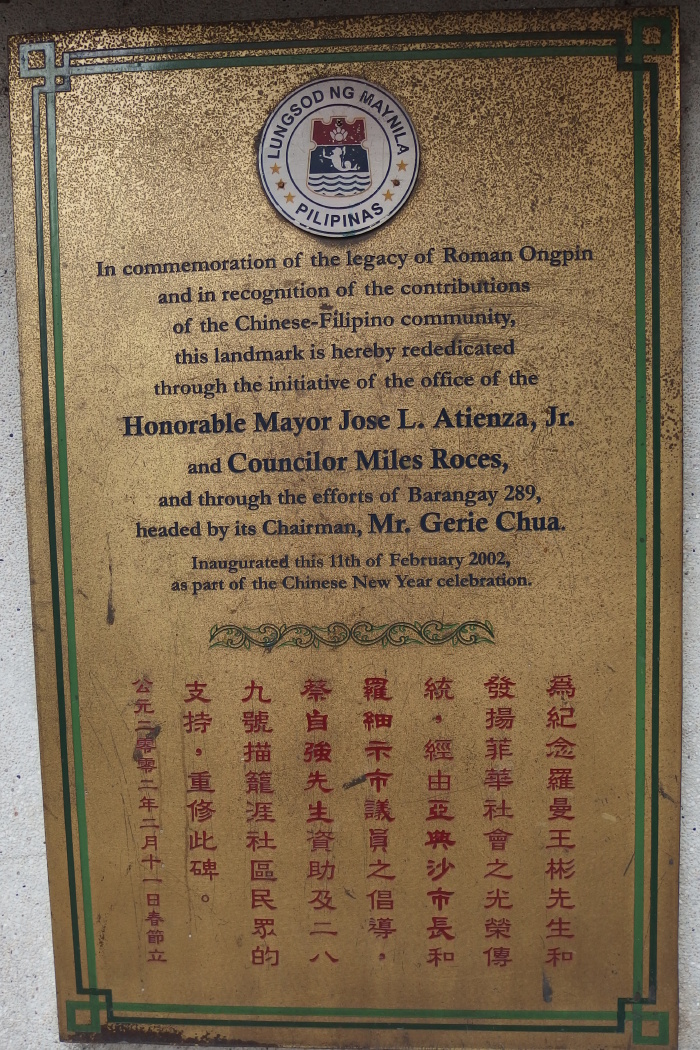 LUNGSOD NG MAYNILA
PILIPINAS
In commemoration of the legacy of Roman Ongpin
and in recognition of the contributions
of the Chinese-Filipino community,
this landmark is hereby rededicated
through the initiative of the office of the
Honorable Mayor Jose L. Atienza, Jr.
and Councilor Miles Roces,
and through the efforts of Barangay 289,
headed by its Chairman, Mr. Gerie Chua.
Inaugurated this 11th of February 2002,
as part of the Chinese New Year celebration.
爲紀念羅曼王彬先生和
發揚菲華社會之光榮傳
統，經由亞典沙市長和
羅細示市議員之倡導，
蔡自強先生資助及二八
九號描籠涯社區民眾的
支持，重修此碑。
公元二零零二年二月十一日春節立